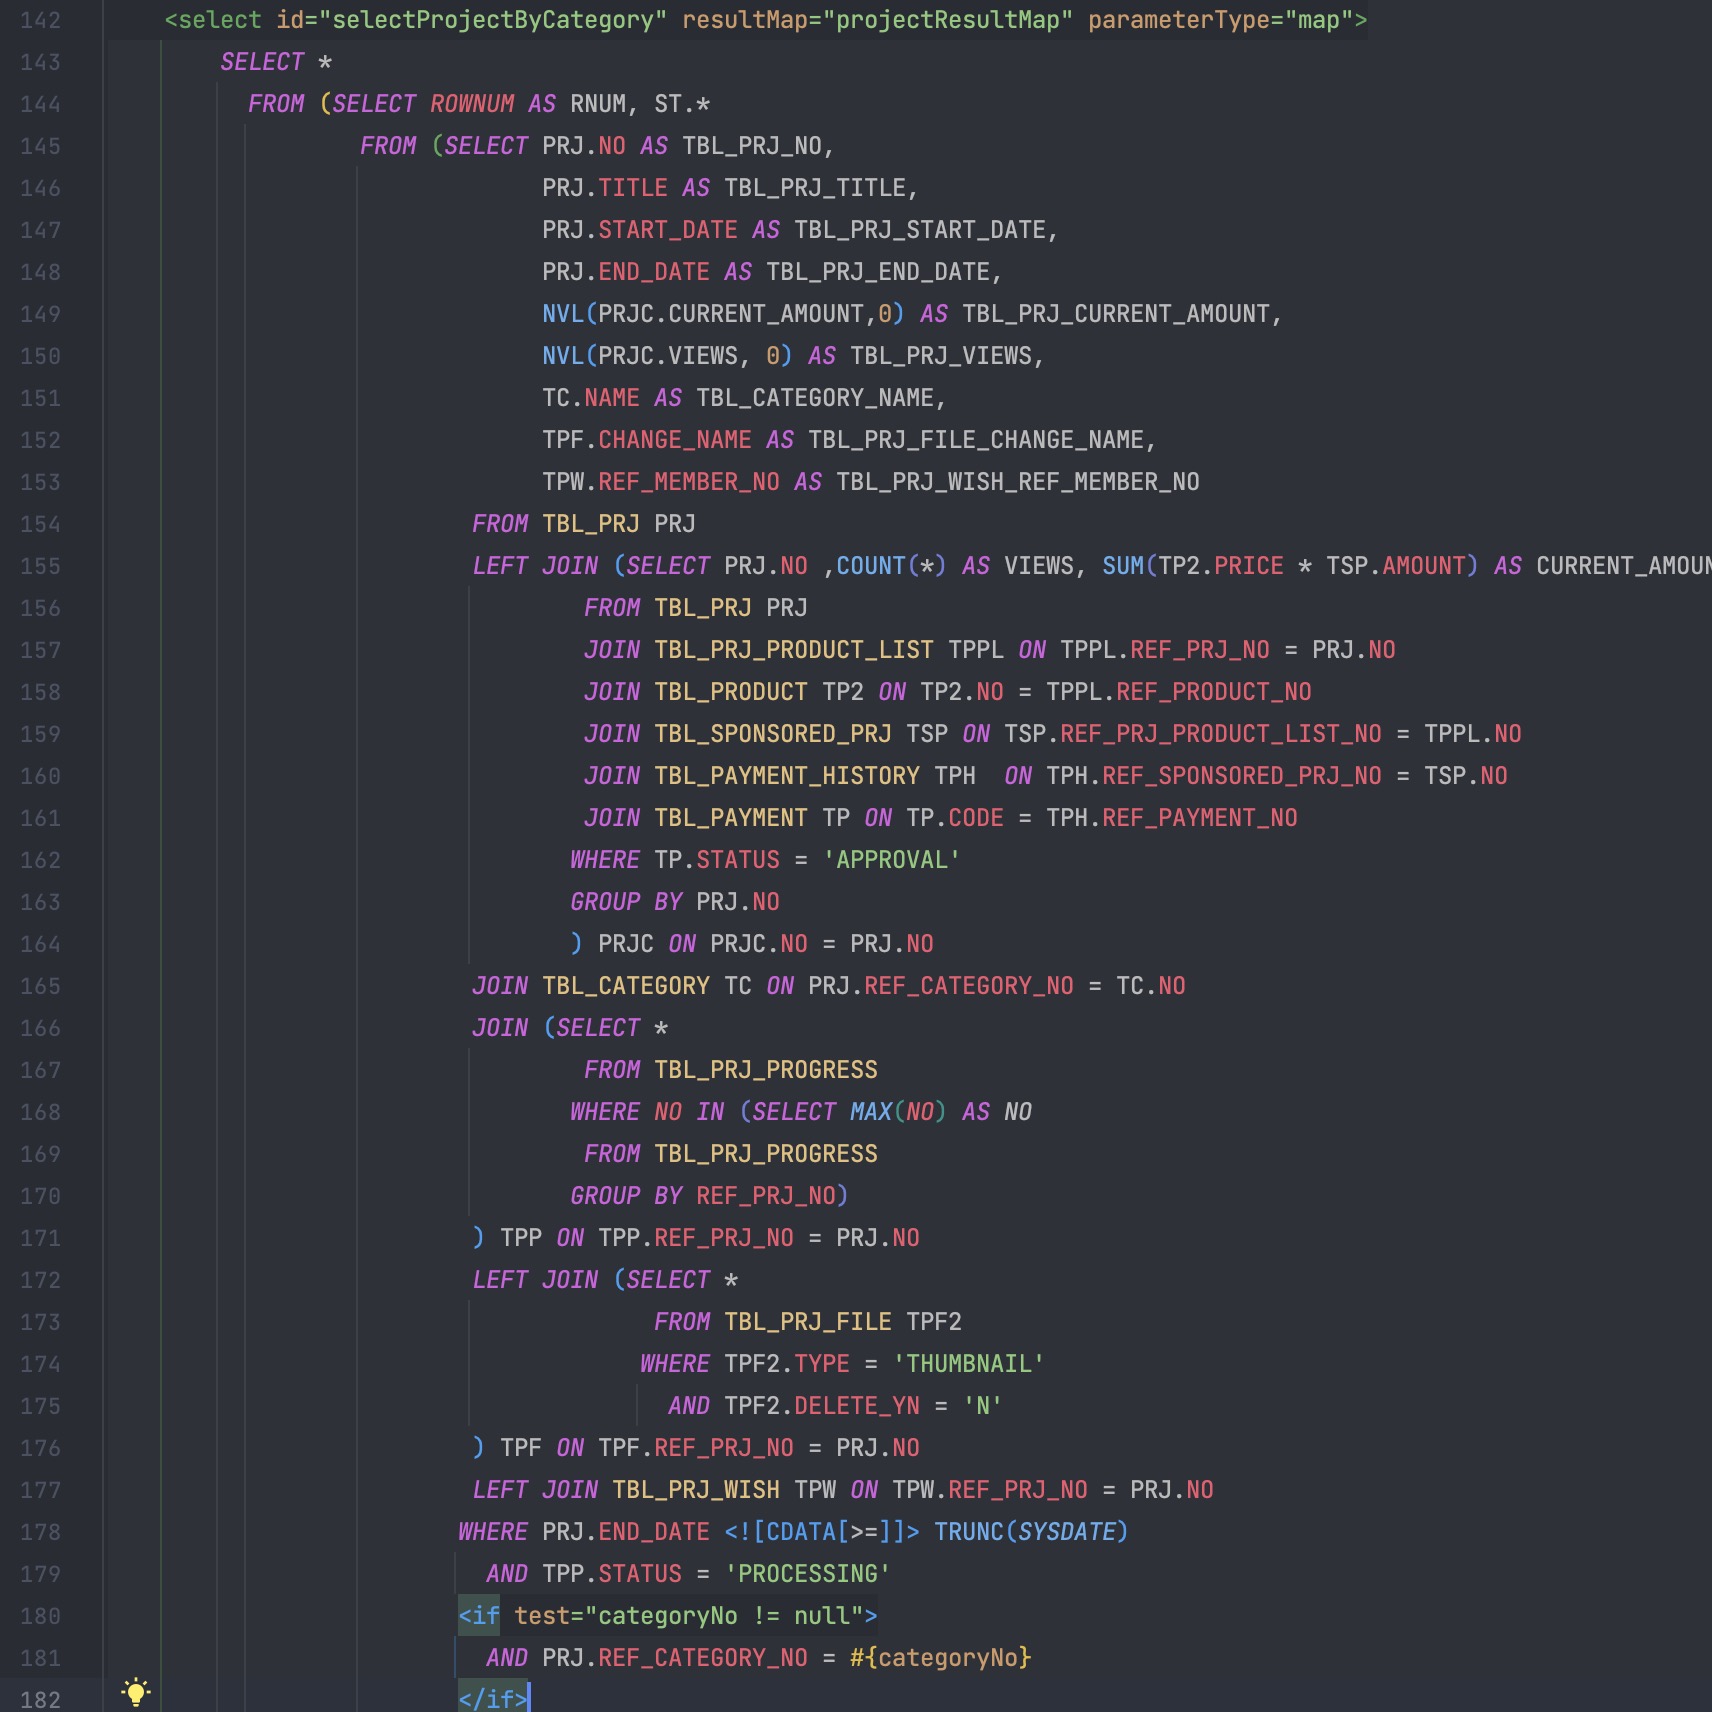 142 <select id="selectProjectByCategory" resultMap="projectResultMap" parameterType="map">
143 SELECT *
144 FROM (SELECT ROWNUM AS RNUM, ST.*
145 FROM (SELECT PRJ.NO AS TBL_PRJ_NO,
146 PRJ.TITLE AS TBL_PRJ_TITLE,
147 PRJ.START_DATE AS TBL_PRJ_START_DATE,
148 PRJ.END_DATE AS TBL_PRJ_END_DATE,
149 NVL(PRJC.CURRENT_AMOUNT,0) AS TBL_PRJ_CURRENT_AMOUNT,
150 NVL(PRJC.VIEWS, 0) AS TBL_PRJ_VIEWS,
151 TC.NAME AS TBL_CATEGORY_NAME,
152 TPF.CHANGE_NAME AS TBL_PRJ_FILE_CHANGE_NAME,
153 TPW.REF_MEMBER_NO AS TBL_PRJ_WISH_REF_MEMBER_NO
154 FROM TBL_PRJ PRJ
155 LEFT JOIN (SELECT PRJ.NO ,COUNT(*) AS VIEWS, SUM(TP2.PRICE * TSP.AMOUNT) AS CURRENT_AMOUN
156 FROM TBL_PRJ PRJ
157 JOIN TBL_PRJ_PRODUCT_LIST TPPL ON TPPL.REF_PRJ_NO = PRJ.NO
158 JOIN TBL_PRODUCT TP2 ON TP2.NO = TPPL.REF_PRODUCT_NO
159 JOIN TBL_SPONSORED_PRJ TSP ON TSP.REF_PRJ_PRODUCT_LIST_NO = TPPL.NO
160 JOIN TBL_PAYMENT_HISTORY TPH  ON TPH.REF_SPONSORED_PRJ_NO = TSP.NO
161 JOIN TBL_PAYMENT TP ON TP.CODE = TPH.REF_PAYMENT_NO
162 WHERE TP.STATUS = 'APPROVAL'
163 GROUP BY PRJ.NO
164 ) PRJC ON PRJC.NO = PRJ.NO
165 JOIN TBL_CATEGORY TC ON PRJ.REF_CATEGORY_NO = TC.NO
166 JOIN (SELECT *
167 FROM TBL_PRJ_PROGRESS
168 WHERE NO IN (SELECT MAX(NO) AS NO
169 FROM TBL_PRJ_PROGRESS
170 GROUP BY REF_PRJ_NO)
171 ) TPP ON TPP.REF_PRJ_NO = PRJ.NO
172 LEFT JOIN (SELECT *
173 FROM TBL_PRJ_FILE TPF2
174 WHERE TPF2.TYPE = 'THUMBNAIL'
175 AND TPF2.DELETE_YN = 'N'
176 ) TPF ON TPF.REF_PRJ_NO = PRJ.NO
177 LEFT JOIN TBL_PRJ_WISH TPW ON TPW.REF_PRJ_NO = PRJ.NO
178 WHERE PRJ.END_DATE <![CDATA[>=]]> TRUNC(SYSDATE)
179 AND TPP.STATUS = 'PROCESSING'
180 <if test="categoryNo != null">
181 AND PRJ.REF_CATEGORY_NO = #{categoryNo}
182 </if>